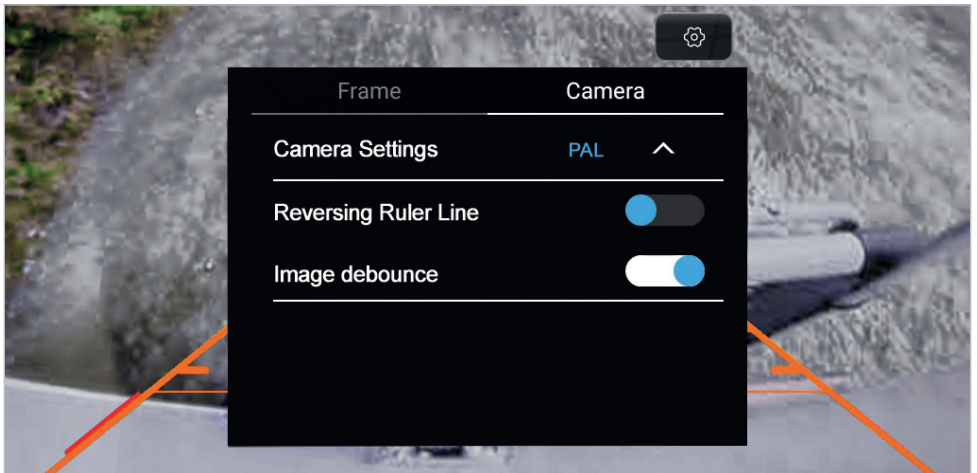 Frame
Camera
Camera Settings
PAL
Reversing Ruler Line
Image debounce